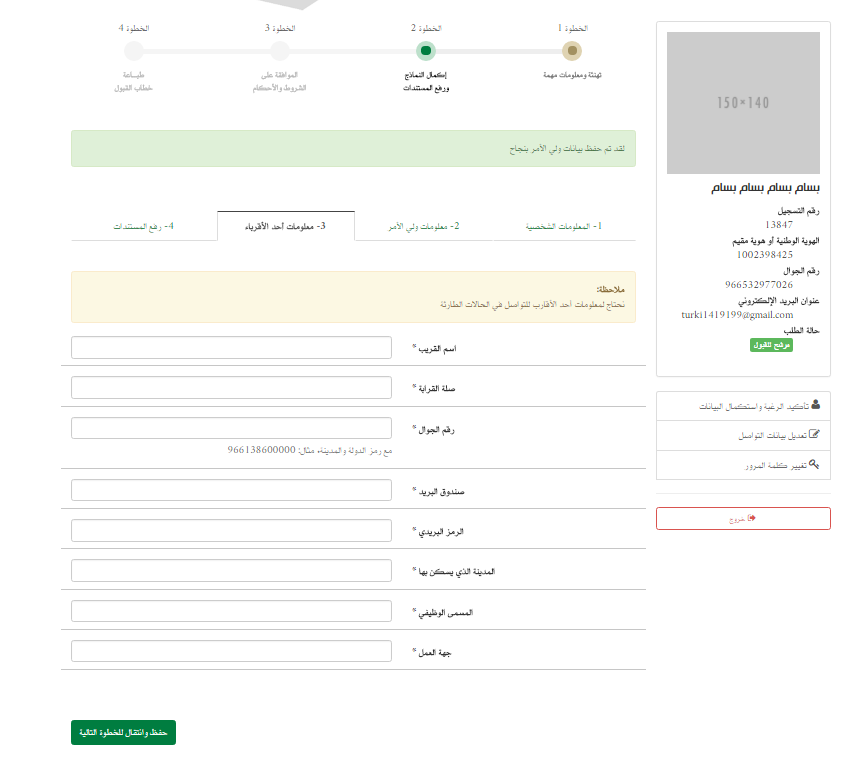 الخطوة 1
الخطوة 2
الخطوة 3
الخطوة 4
تهنئة ومعلومات مهمة
إكمال النماذج
ورفع المستندات
الموافقة على
الشروط والأحكام
طباعة
خطاب القبول
لقد تم حفظ بيانات ولي الأمر بنجاح
1- المعلومات الشخصية
2- معلومات ولي الأمر
3- معلومات أحد الأقرباء
4- رفع المستندات
ملاحظة:
نحتاج لمعلومات أحد الأقارب للتواصل في الحالات الطارئة
اسم القريب *
صلة القرابة *
رقم الجوال *
مع رمز الدولة والمدينة، مثال: 966138600000
صندوق البريد *
الرمز البريدي *
المدينة الذي يسكن بها *
المسمى الوظيفي *
جهة العمل *
حفظ وانتقال للخطوة التالية
150×140
بسام بسام بسام بسام
رقم التسجيل
13847
الهوية الوطنية أو هوية مقيم
1002398425
رقم الجوال
966532977026
عنوان البريد الإلكتروني
turki1419199@gmail.com
حالة الطلب
مرشح للقبول
تأكيد الرغبة واستكمال البيانات
تعديل بيانات التواصل
تغيير كلمة المرور
خروج